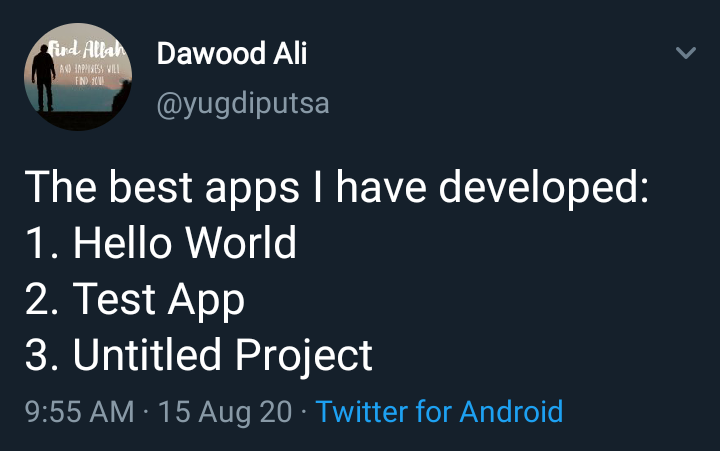 Find Allah
AND HAPPINESS WILL
FIND YOU
Dawood Ali
@yugdiputsa
The best apps I have developed:
1. Hello World
2. Test App
3. Untitled Project
9:55 AM · 15 Aug 20 · Twitter for Android